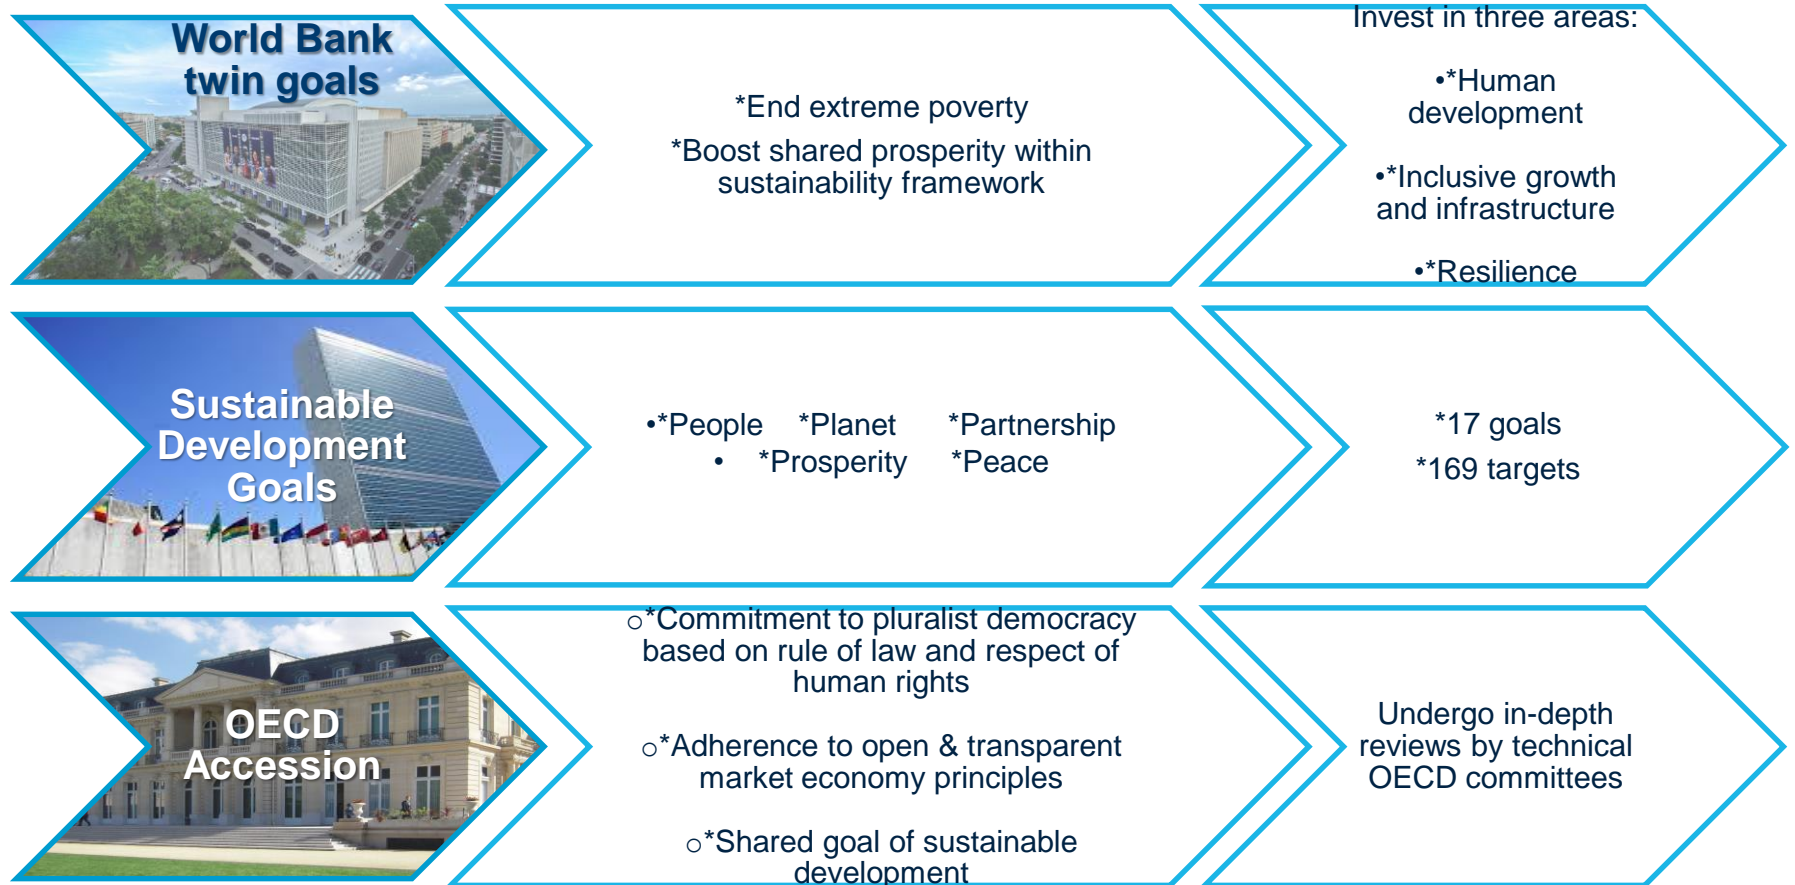 World Bank
twin goals
*End extreme poverty
*Boost shared prosperity within
sustainability framework
Invest in three areas:
•*Human
development
•*Inclusive growth
and infrastructure
•*Resilience
Sustainable
Development
Goals
•*People *Planet *Partnership
• *Prosperity *Peace
*17 goals
*169 targets
OECD
Accession
o*Commitment to pluralist democracy
based on rule of law and respect of
human rights
o*Adherence to open & transparent
market economy principles
o*Shared goal of sustainable
development
Undergo in-depth
reviews by technical
OECD committees